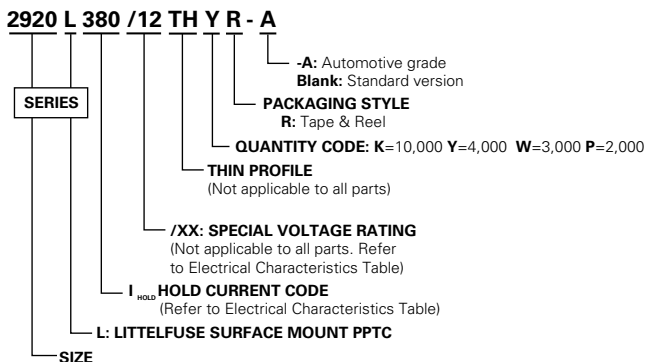 2920 L 380 /12 TH Y R - A
-A: Automotive grade
Blank: Standard version
SERIES
PACKAGING STYLE
R: Tape & Reel
QUANTITY CODE: K=10,000 Y=4,000 W=3,000 P=2,000
THIN PROFILE
(Not applicable to all parts)
/XX: SPECIAL VOLTAGE RATING
(Not applicable to all parts. Refer
to Electrical Characteristics Table)
I HOLD HOLD CURRENT CODE
(Refer to Electrical Characteristics Table)
L: LITTELFUSE SURFACE MOUNT PPTC
SIZE